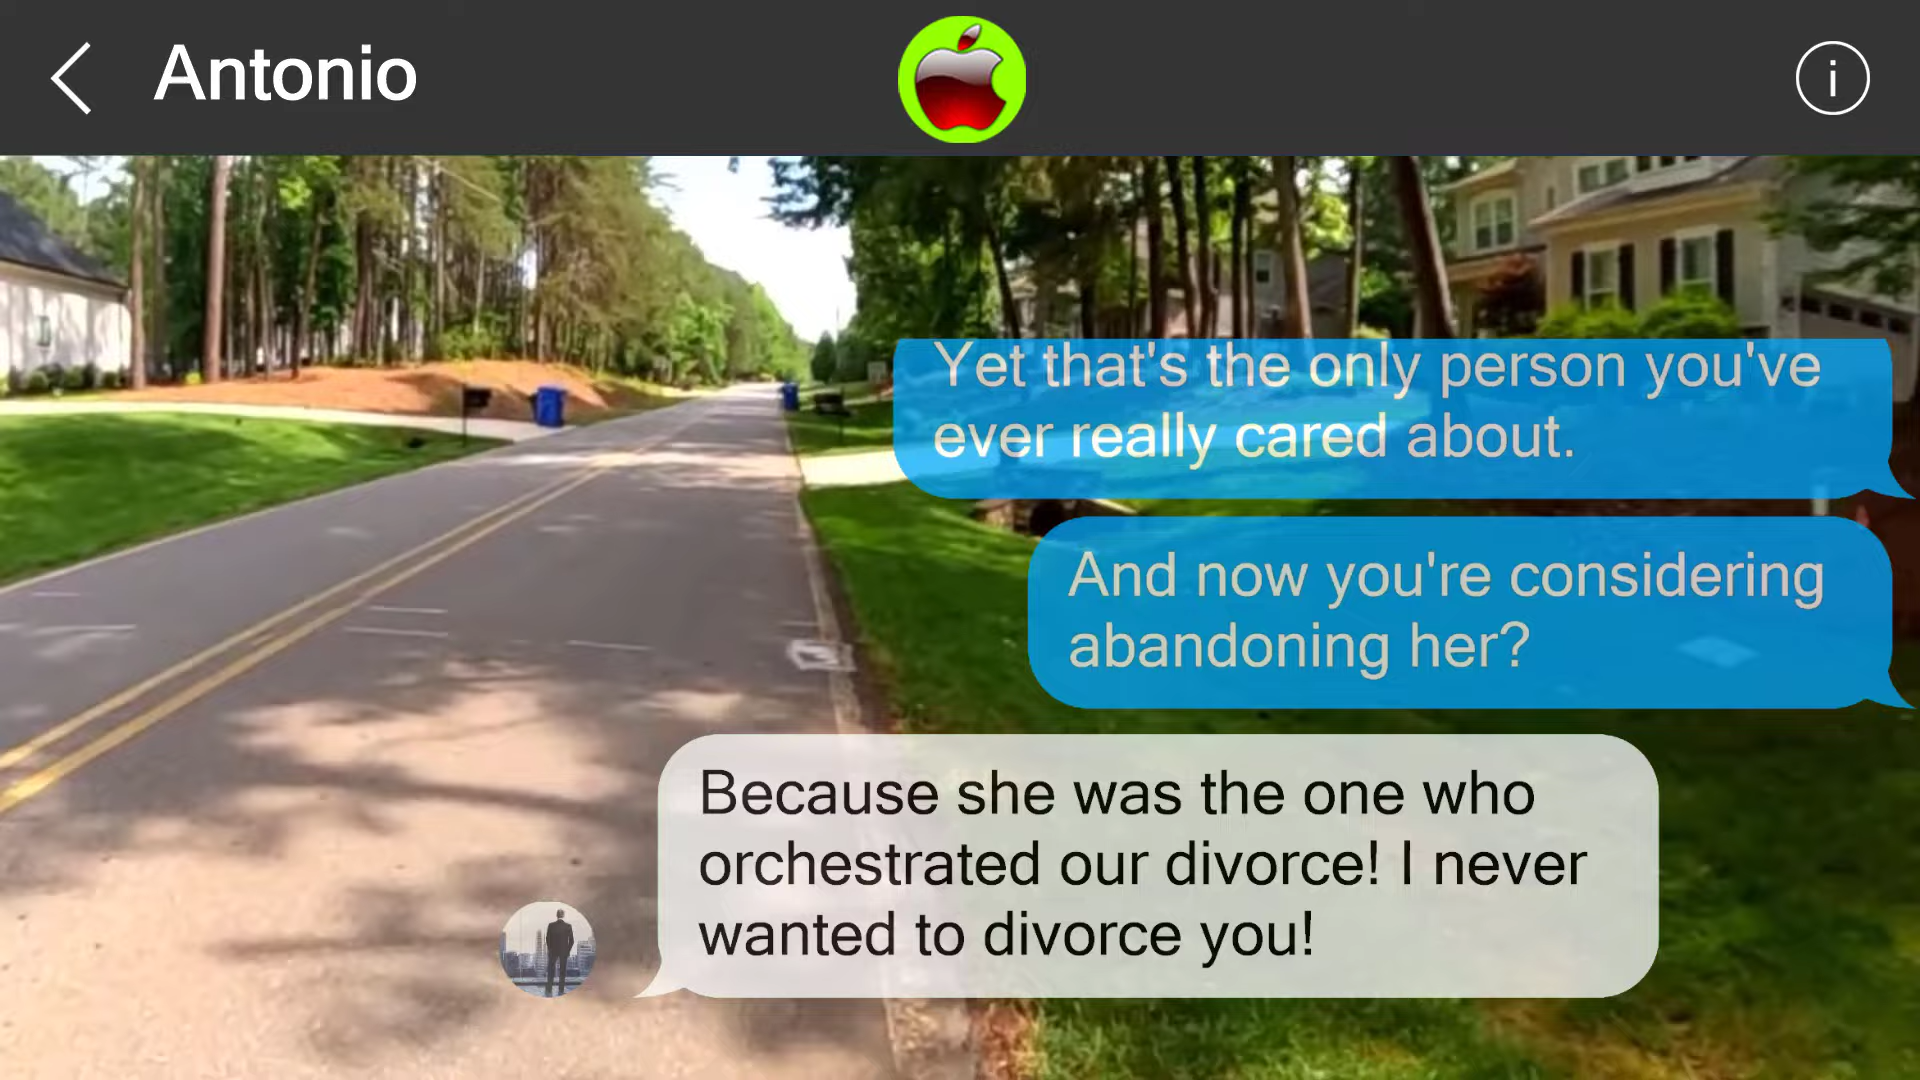 Antonio
i
Yet that's the only person you've
ever really cared about.
And now you're considering
abandoning her?
Because she was the one who
orchestrated our divorce! I never
wanted to divorce you!